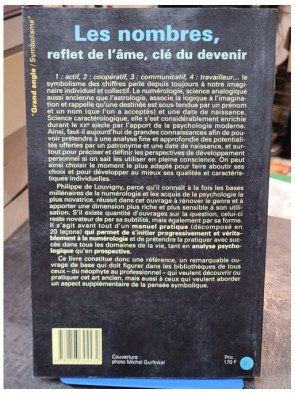 Grand angle / Symbolisme
Les nombres,
reflet de l'âme, clé du devenir
1 : actif, 2 : coopératif, 3 : communicatif, 4 : travailleur... le
symbolisme des chiffres parle depuis toujours à notre imagi-
naire individuel et collectif. La numérologie, science analogique
aussi ancienne que l'astrologie, associe le logique à l'imagination
et rappelle qu'une destinée est sous-tendue par un prénom
et un nom (que l'on a acceptés) et une date de naissance.
Science caractérologique, elle s'est considérablement enrichie
durant le XXᵉ siècle par l'apport de la psychologie moderne.
Ainsi, faut-il aujourd'hui de grandes connaissances afin de pou-
voir prétendre à une analyse fine et approfondie des potentiali-
tés offertes par un patronyme et une date de naissance, et sur-
tout pour préciser et définir les perspectives de développement
personnel si on sait les utiliser en pleine conscience. On peut
ainsi choisir le moment le plus adapté pour faire aboutir ses
choix et pour développer au mieux ses qualités et caractéris-
tiques individuelles.
Philippe de Louvigny, parce qu'il connaît à la fois les bases
millénaires de la numérologie et les acquis de la psychologie la
plus novatrice, réussit dans cet ouvrage à rénover le genre et à
apporter une dimension plus riche et plus sensible à son utili-
sation. S'il existe quantité d'ouvrages sur la question, celui-ci
reste novateur de par sa subtilité, mais également par sa forme.
Il s'agit avant tout d'un manuel pratique (décomposé en
20 leçons) qui permet de s'initier progressivement et vérita-
blement à la numérologie et de prétendre la pratiquer avec suc-
cès dans tous les domaines de la vie, tant en analyse psycho-
logique qu'en prospective.
Ce livre constitue donc une référence, un remarquable ou-
vrage de base qui doit figurer dans les bibliothèques de tous
ceux – du néophyte au professionnel – qui veulent découvrir ou
pratiquer cet art ancien, mais aussi à ceux qui veulent aborder
un aspect supplémentaire de la pensée symbolique.
Couverture :
photo Michel Gurfinkel
Prix :
170 F